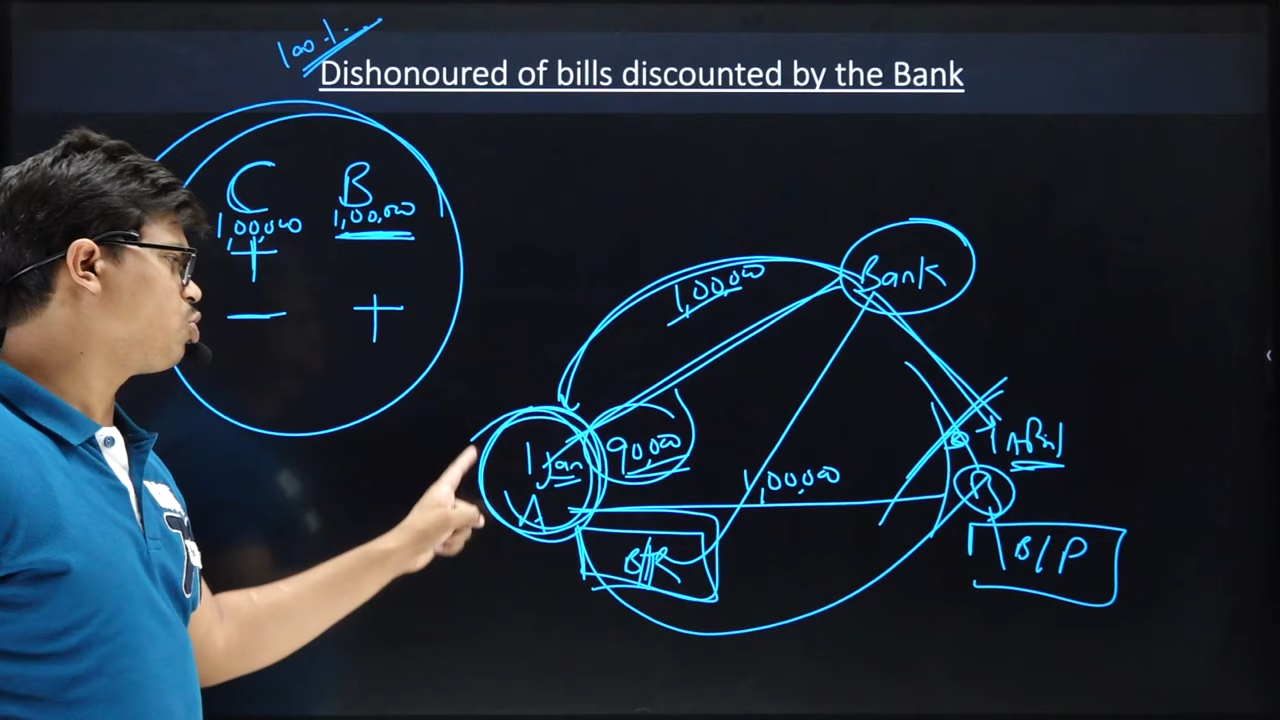 100%
Dishonoured of bills discounted by the Bank
C B
1,00,000 1,00,000
+
- +
Bank
1,00,000
1 Jan
90,000
1 April
1,00,000
A
B/R
B/P